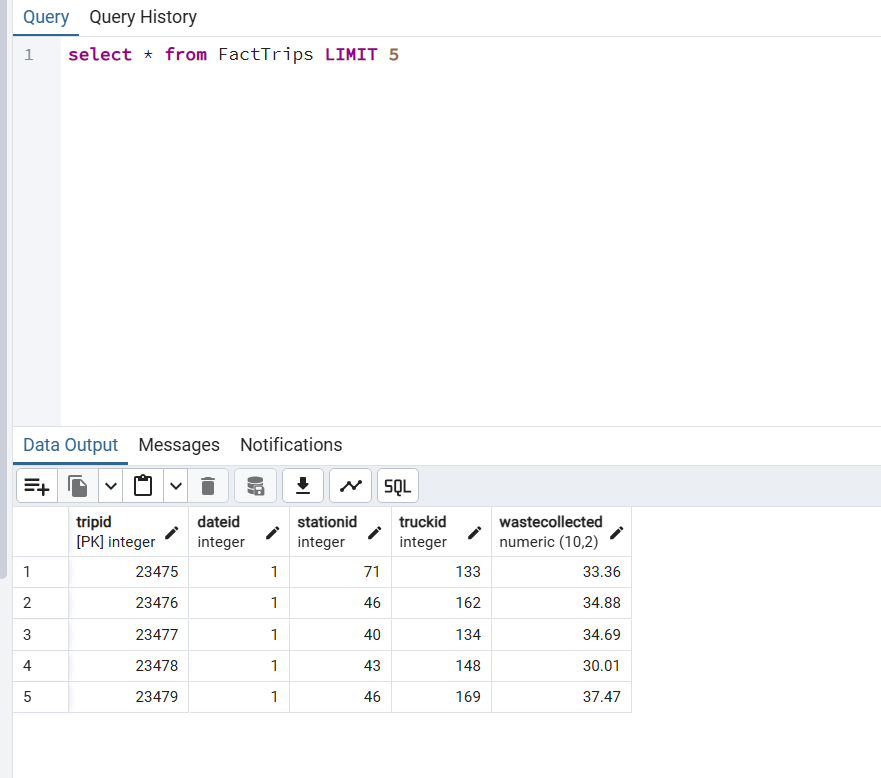 Query Query History
1 select * from FactTrips LIMIT 5
Data Output Messages Notifications
SQL
tripid dateid stationid truckid wastecollected
[PK] integer integer integer integer numeric (10,2)
1 23475 1 71 133 33.36
2 23476 1 46 162 34.88
3 23477 1 40 134 34.69
4 23478 1 43 148 30.01
5 23479 1 46 169 37.47